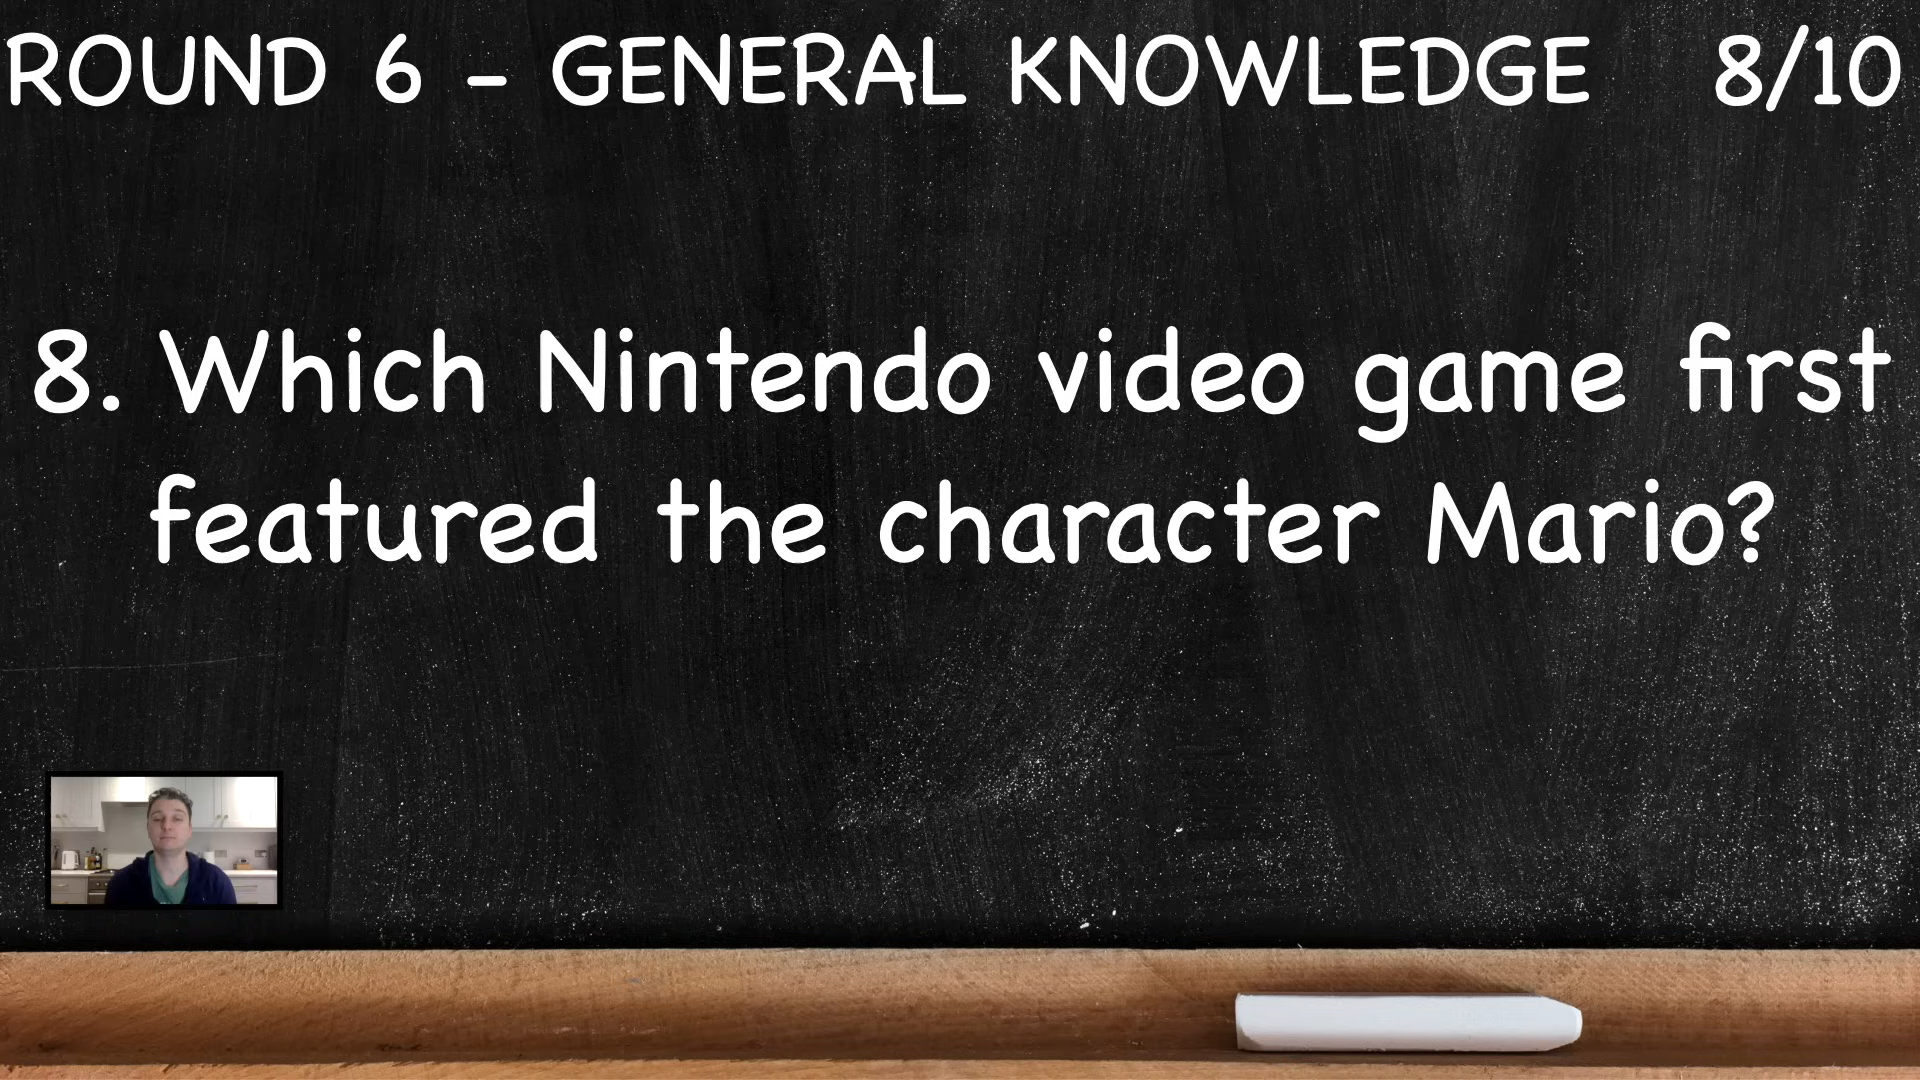 ROUND 6 - GENERAL KNOWLEDGE 8/10
8. Which Nintendo video game first
featured the character Mario?